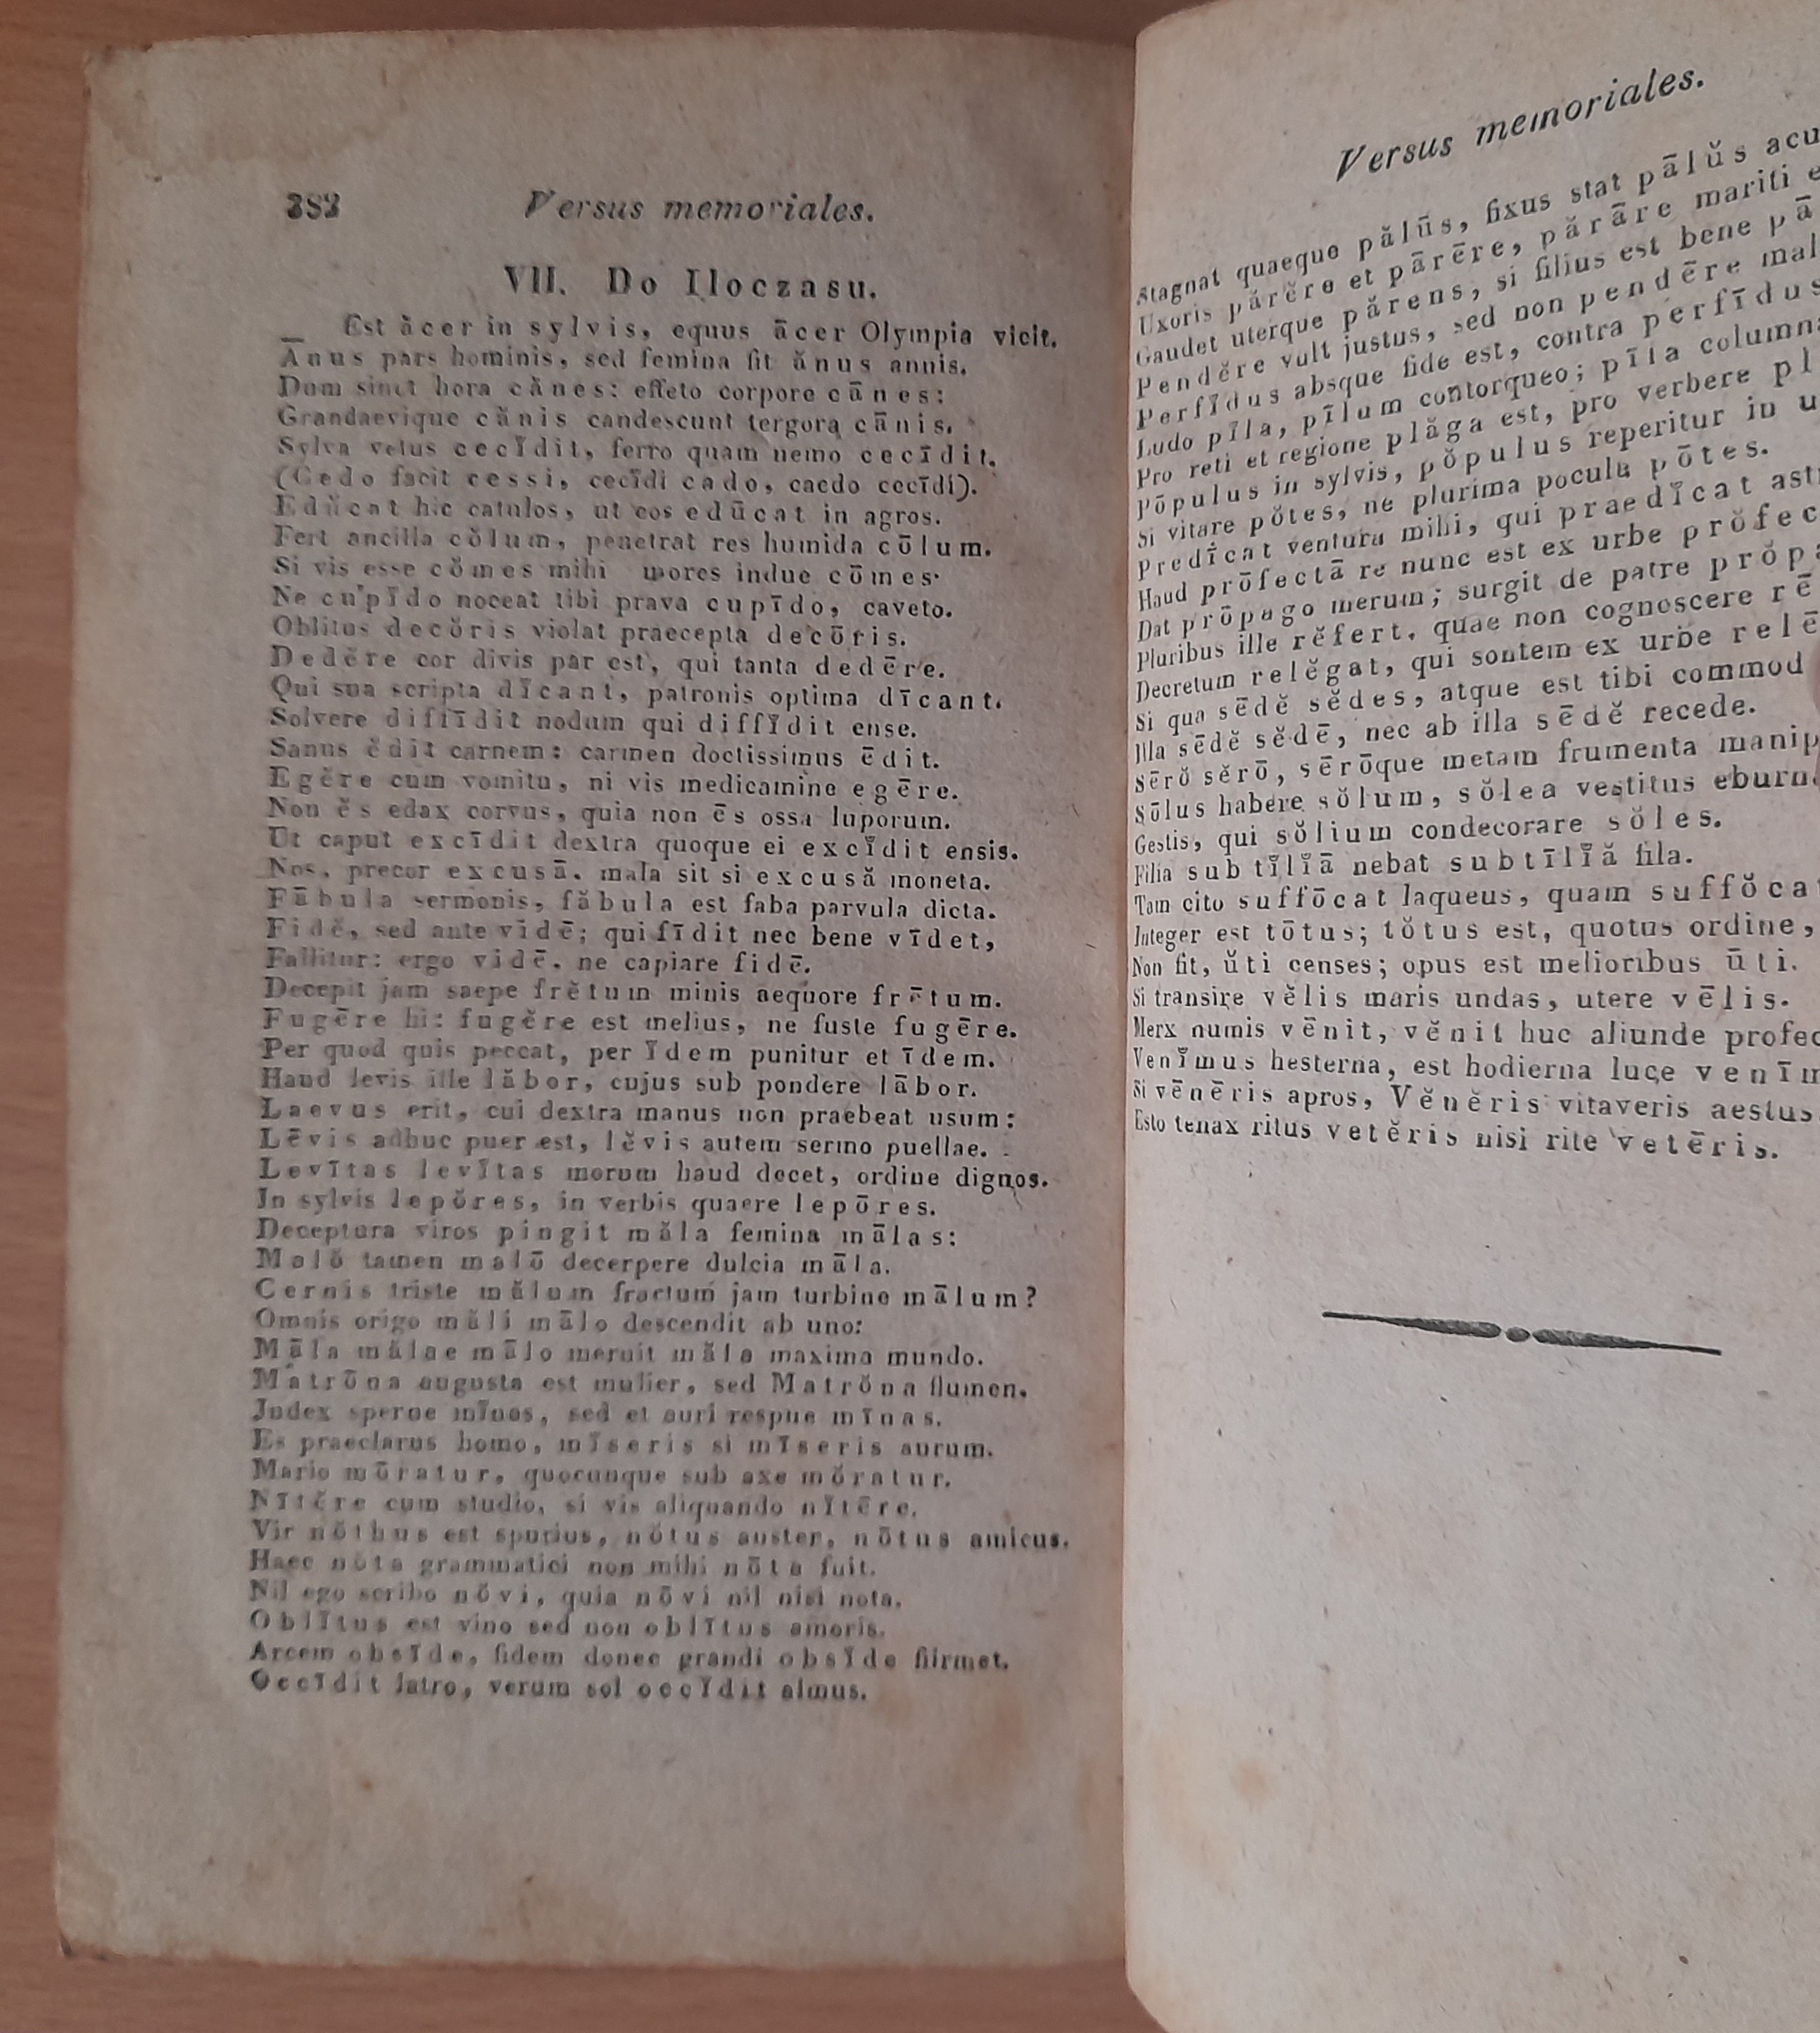 382
Versus memoriales.
VII. Do Iloczasu.
Est ăcer in sylvis, equus ācer Olympia vicit.
Ānus pars hominis, sed femina fit ănus annis.
Dum sinet hora cănes: effeto corpore cānes:
Grandaevique cănis candescunt tergora cānis.
Sylva vetus cecĭdit, ferro quam nemo cecīdit.
(Cedo facit cessi, cecĭdi cado, caedo cecīdi).
Edŭcat hic catulos, ut eos edūcat in agros.
Fert ancilla cŏlum, penetrat res humida cōlum.
Si vis esse cŏmes mihi mores indue cōmes·
Ne cupĭdo noceat tibi prava cupīdo, caveto.
Oblitus decŏris violat praecepta decōris.
Dedĕre cor divis par est, qui tanta dedēre.
Qui sua scripta dĭcant, patronis optima dīcant.
Solvere diffīdit nodum qui diffĭdit ense.
Sanus ĕdit carnem: carmen doctissimus ēdit.
Egĕre cum vomitu, ni vis medicamine egēre.
Non ĕs edax corvus, quia non ēs ossa luporum.
Ut caput excīdit dextra quoque ei excĭdit ensis.
Nos, precor excusā, mala sit si excusă moneta.
Fābula sermonis, făbula est faba parvula dicta.
Fidĕ, sed ante vidē; qui fīdit nec bene vīdet,
Fallitur: ergo vidē, ne capiare fidē.
Decepit jam saepe frĕtum minis aequore frētum.
Fugēre hi: fugĕre est melius, ne fuste fugēre.
Per quod quis peccat, per ĭdem punitur et īdem.
Haud levis ille lăbor, cujus sub pondere lābor.
Laevus erit, cui dextra manus non praebeat usum:
Lēvis adhuc puer est, lĕvis autem sermo puellae.
Levītas levĭtas morum haud decet, ordine dignos.
In sylvis lepŏres, in verbis quaere lepōres.
Deceptura viros pingit măla femina mālas:
Malŏ tamen malō decerpere dulcia māla.
Cernis triste mălum fractum jam turbine mālum?
Omnis origo măli mālo descendit ab uno:
Māla mălae mālo meruit măla maxima mundo.
Matrōna augusta est mulier, sed Matrŏna flumen.
Judex sperne mĭnas, sed et auri respue mīnas.
Es praeclarus homo, mĭseris si mīseris aurum.
Mario mōratur, quocunque sub axe mŏratur.
Nītĕre cum studio, si vis aliquando nĭtēre.
Vir nŏthus est spurius, nŏtus auster, nōtus amicus.
Haec nŏta grammatici non mihi nōta fuit.
Nil ego scribo nŏvi, quia nōvi nil nisi nota.
Oblĭtus est vino sed non oblītus amoris.
Arcem obsĭde, fidem donec grandi obsĭde firmet.
Occīdit latro, verum sol occĭdit almus.
Versus memoriales.
Stagnat quaeque pălūs, fixus stat pālŭs
Uxoris părĕre et pārēre, părāre mariti
Gaudet uterque părens, si filius est bene
Pendĕre vult justus, sed non pendēre
Perfĭdus absque fide est, contra perfīdus
Ludo pĭla, pīlum contorqueo; pīla
Pro reti et regione plăga est, pro verbere
Pōpulus in sylvis, pŏpulus reperitur in
Si vitare pŏtes, ne plurima pocula pōtes.
Predīcat ventura mihi, qui praedĭcat
Haud prōfectā re nunc est ex urbe
Dat prōpago merum; surgit de patre
Pluribus ille rĕfert, quae non cognoscere
Decretum relĕgat, qui sontem ex urbe
Si qua sēdĕ sĕdes, atque est tibi
Illa sēdĕ sĕdē, nec ab illa sēdĕ recede.
Sērŏ sĕrō, sērōque metam frumenta
Sōlus habere sŏlum, sŏlea vestitus
Gestis, qui sŏlium condecorare sŏles.
Filia sub tĭlĭā nebat subtīlĭă fila.
Tam cito suffōcat laqueus, quam
Integer est tōtus; tŏtus est, quotus ordine,
Non fit, ŭti censes; opus est melioribus ūti.
Si transire vĕlis maris undas, utere vēlis.
Merx numis vēnit, vĕnit huc aliunde
Venĭmus hesterna, est hodierna luce
Si vēnēris apros, Vĕnĕris vitaveris aestus
Esto tenax ritus vetĕris nisi rite vetēris.